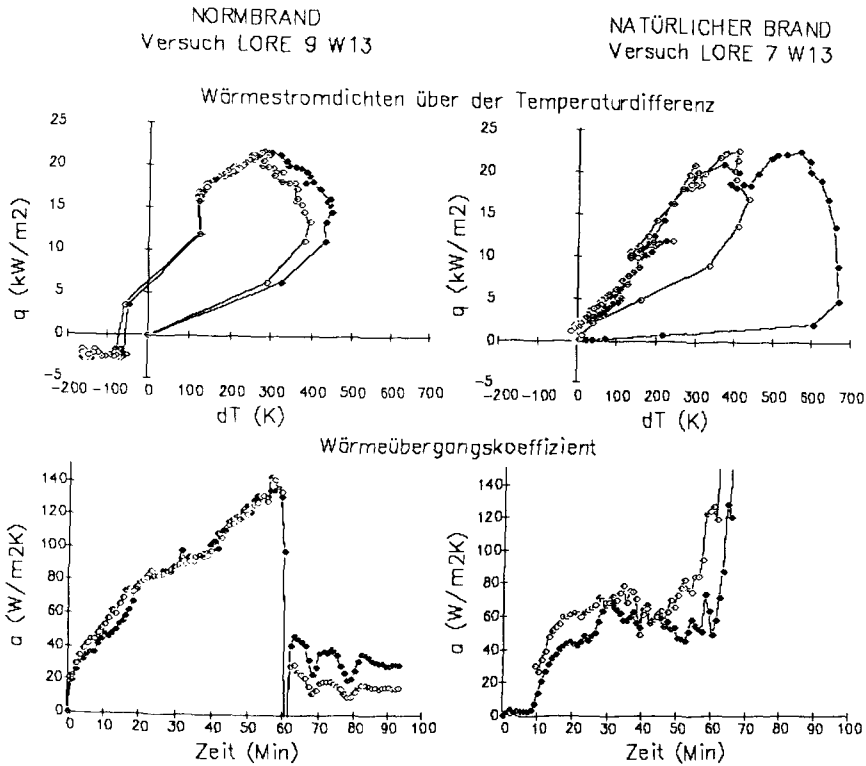 NORMBRAND
Versuch LORE 9 W13
NATÜRLICHER BRAND
Versuch LORE 7 W13
Wärmestromdichten über der Temperaturdifferenz
25
20
15
10
5
0
-5
q (kW/m2)
-200 -100 0 100 200 300 400 500 600 700
dT (K)
25
20
15
10
5
0
-5
q (kW/m2)
-200 -100 0 100 200 300 400 500 600 700
dT (K)
Wärmeübergangskoeffizient
140
120
100
80
60
40
20
0
a (W/m2K)
0 10 20 30 40 50 60 70 80 90 100
Zeit (Min)
140
120
100
80
60
40
20
0
a (W/m2K)
0 10 20 30 40 50 60 70 80 90 100
Zeit (Min)